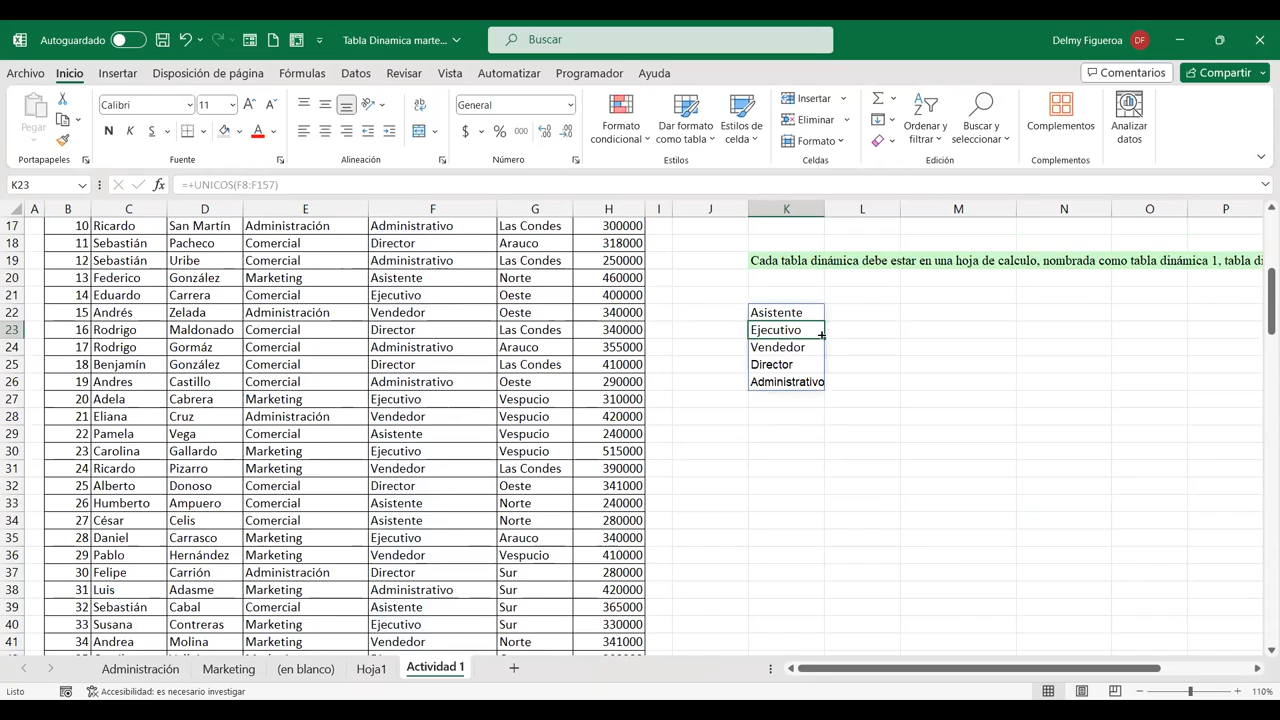 Autoguardado
Tabla Dinamica marte...
Buscar
Delmy Figueroa DF
Archivo Inicio Insertar Disposición de página Fórmulas Datos Revisar Vista Automatizar Programador Ayuda Comentarios Compartir
Pegar
Portapapeles
Calibri 11
N K S
Fuente
Alineación
General
$ % 000
Número
Formato condicional
Dar formato como tabla
Estilos de celda
Estilos
Insertar
Eliminar
Formato
Celdas
Ordenar y filtrar
Buscar y seleccionar
Edición
Complementos
Complementos
Analizar datos
K23 fx =+UNICOS(F8:F157)
A B C D E F G H I J K L M N O P
17 10 Ricardo San Martín Administración Administrativo Las Condes 300000
18 11 Sebastián Pacheco Comercial Director Arauco 318000
19 12 Sebastián Uribe Comercial Administrativo Las Condes 250000 Cada tabla dinámica debe estar en una hoja de calculo, nombrada como tabla dinámica 1, tabla di
20 13 Federico González Marketing Asistente Norte 460000
21 14 Eduardo Carrera Comercial Ejecutivo Oeste 400000
22 15 Andrés Zelada Administración Vendedor Oeste 340000 Asistente
23 16 Rodrigo Maldonado Comercial Director Las Condes 340000 Ejecutivo
24 17 Rodrigo Gormáz Comercial Administrativo Arauco 355000 Vendedor
25 18 Benjamín González Comercial Director Las Condes 410000 Director
26 19 Andres Castillo Comercial Administrativo Oeste 290000 Administrativo
27 20 Adela Cabrera Marketing Ejecutivo Vespucio 310000
28 21 Eliana Cruz Administración Vendedor Vespucio 420000
29 22 Pamela Vega Comercial Asistente Vespucio 240000
30 23 Carolina Gallardo Marketing Ejecutivo Vespucio 515000
31 24 Ricardo Pizarro Marketing Vendedor Las Condes 390000
32 25 Alberto Donoso Comercial Director Oeste 341000
33 26 Humberto Ampuero Comercial Asistente Norte 240000
34 27 César Celis Comercial Asistente Norte 280000
35 28 Daniel Carrasco Marketing Ejecutivo Arauco 340000
36 29 Pablo Hernández Marketing Vendedor Vespucio 410000
37 30 Felipe Carrión Administración Director Sur 280000
38 31 Luis Adasme Marketing Administrativo Sur 420000
39 32 Sebastián Cabal Comercial Asistente Sur 365000
40 33 Susana Contreras Marketing Ejecutivo Sur 330000
41 34 Andrea Molina Marketing Vendedor Norte 341000
Administración Marketing (en blanco) Hoja1 Actividad 1
Listo Accesibilidad: es necesario investigar 110%